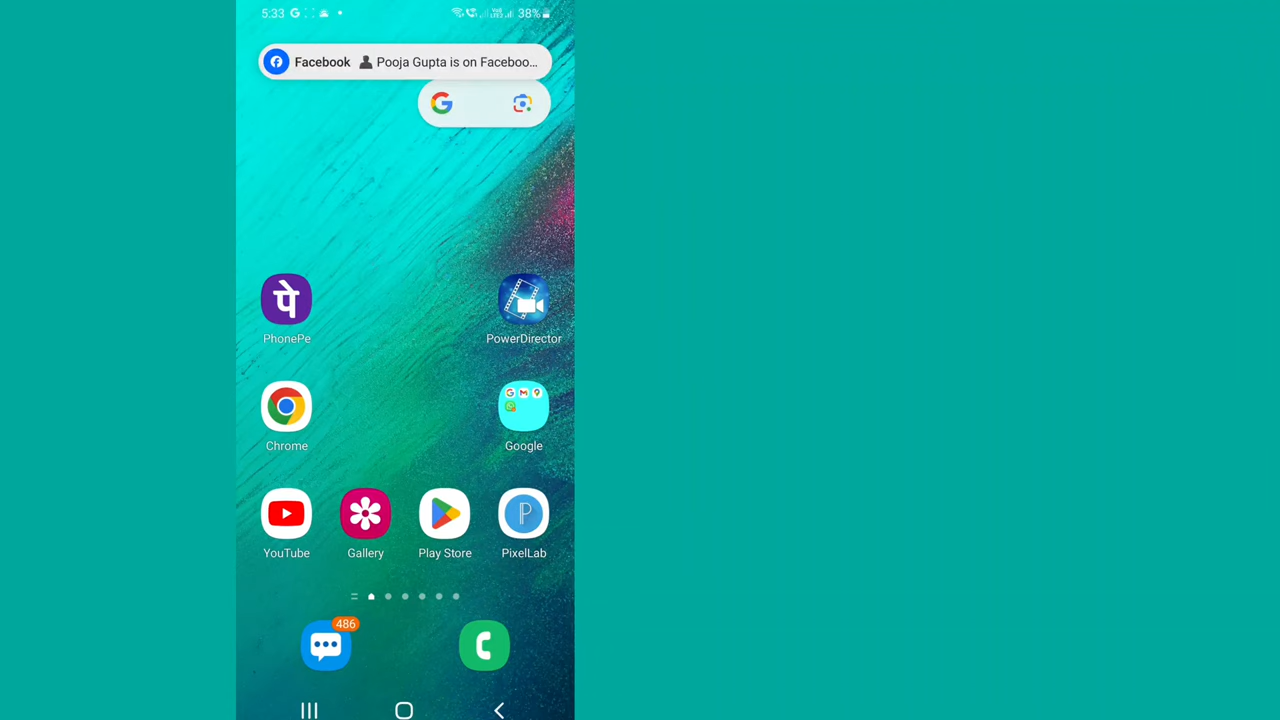 5:33 38%
Facebook Pooja Gupta is on Faceboo...
पे
PhonePe
PowerDirector
Chrome
Google
YouTube
Gallery
Play Store
PixelLab
486